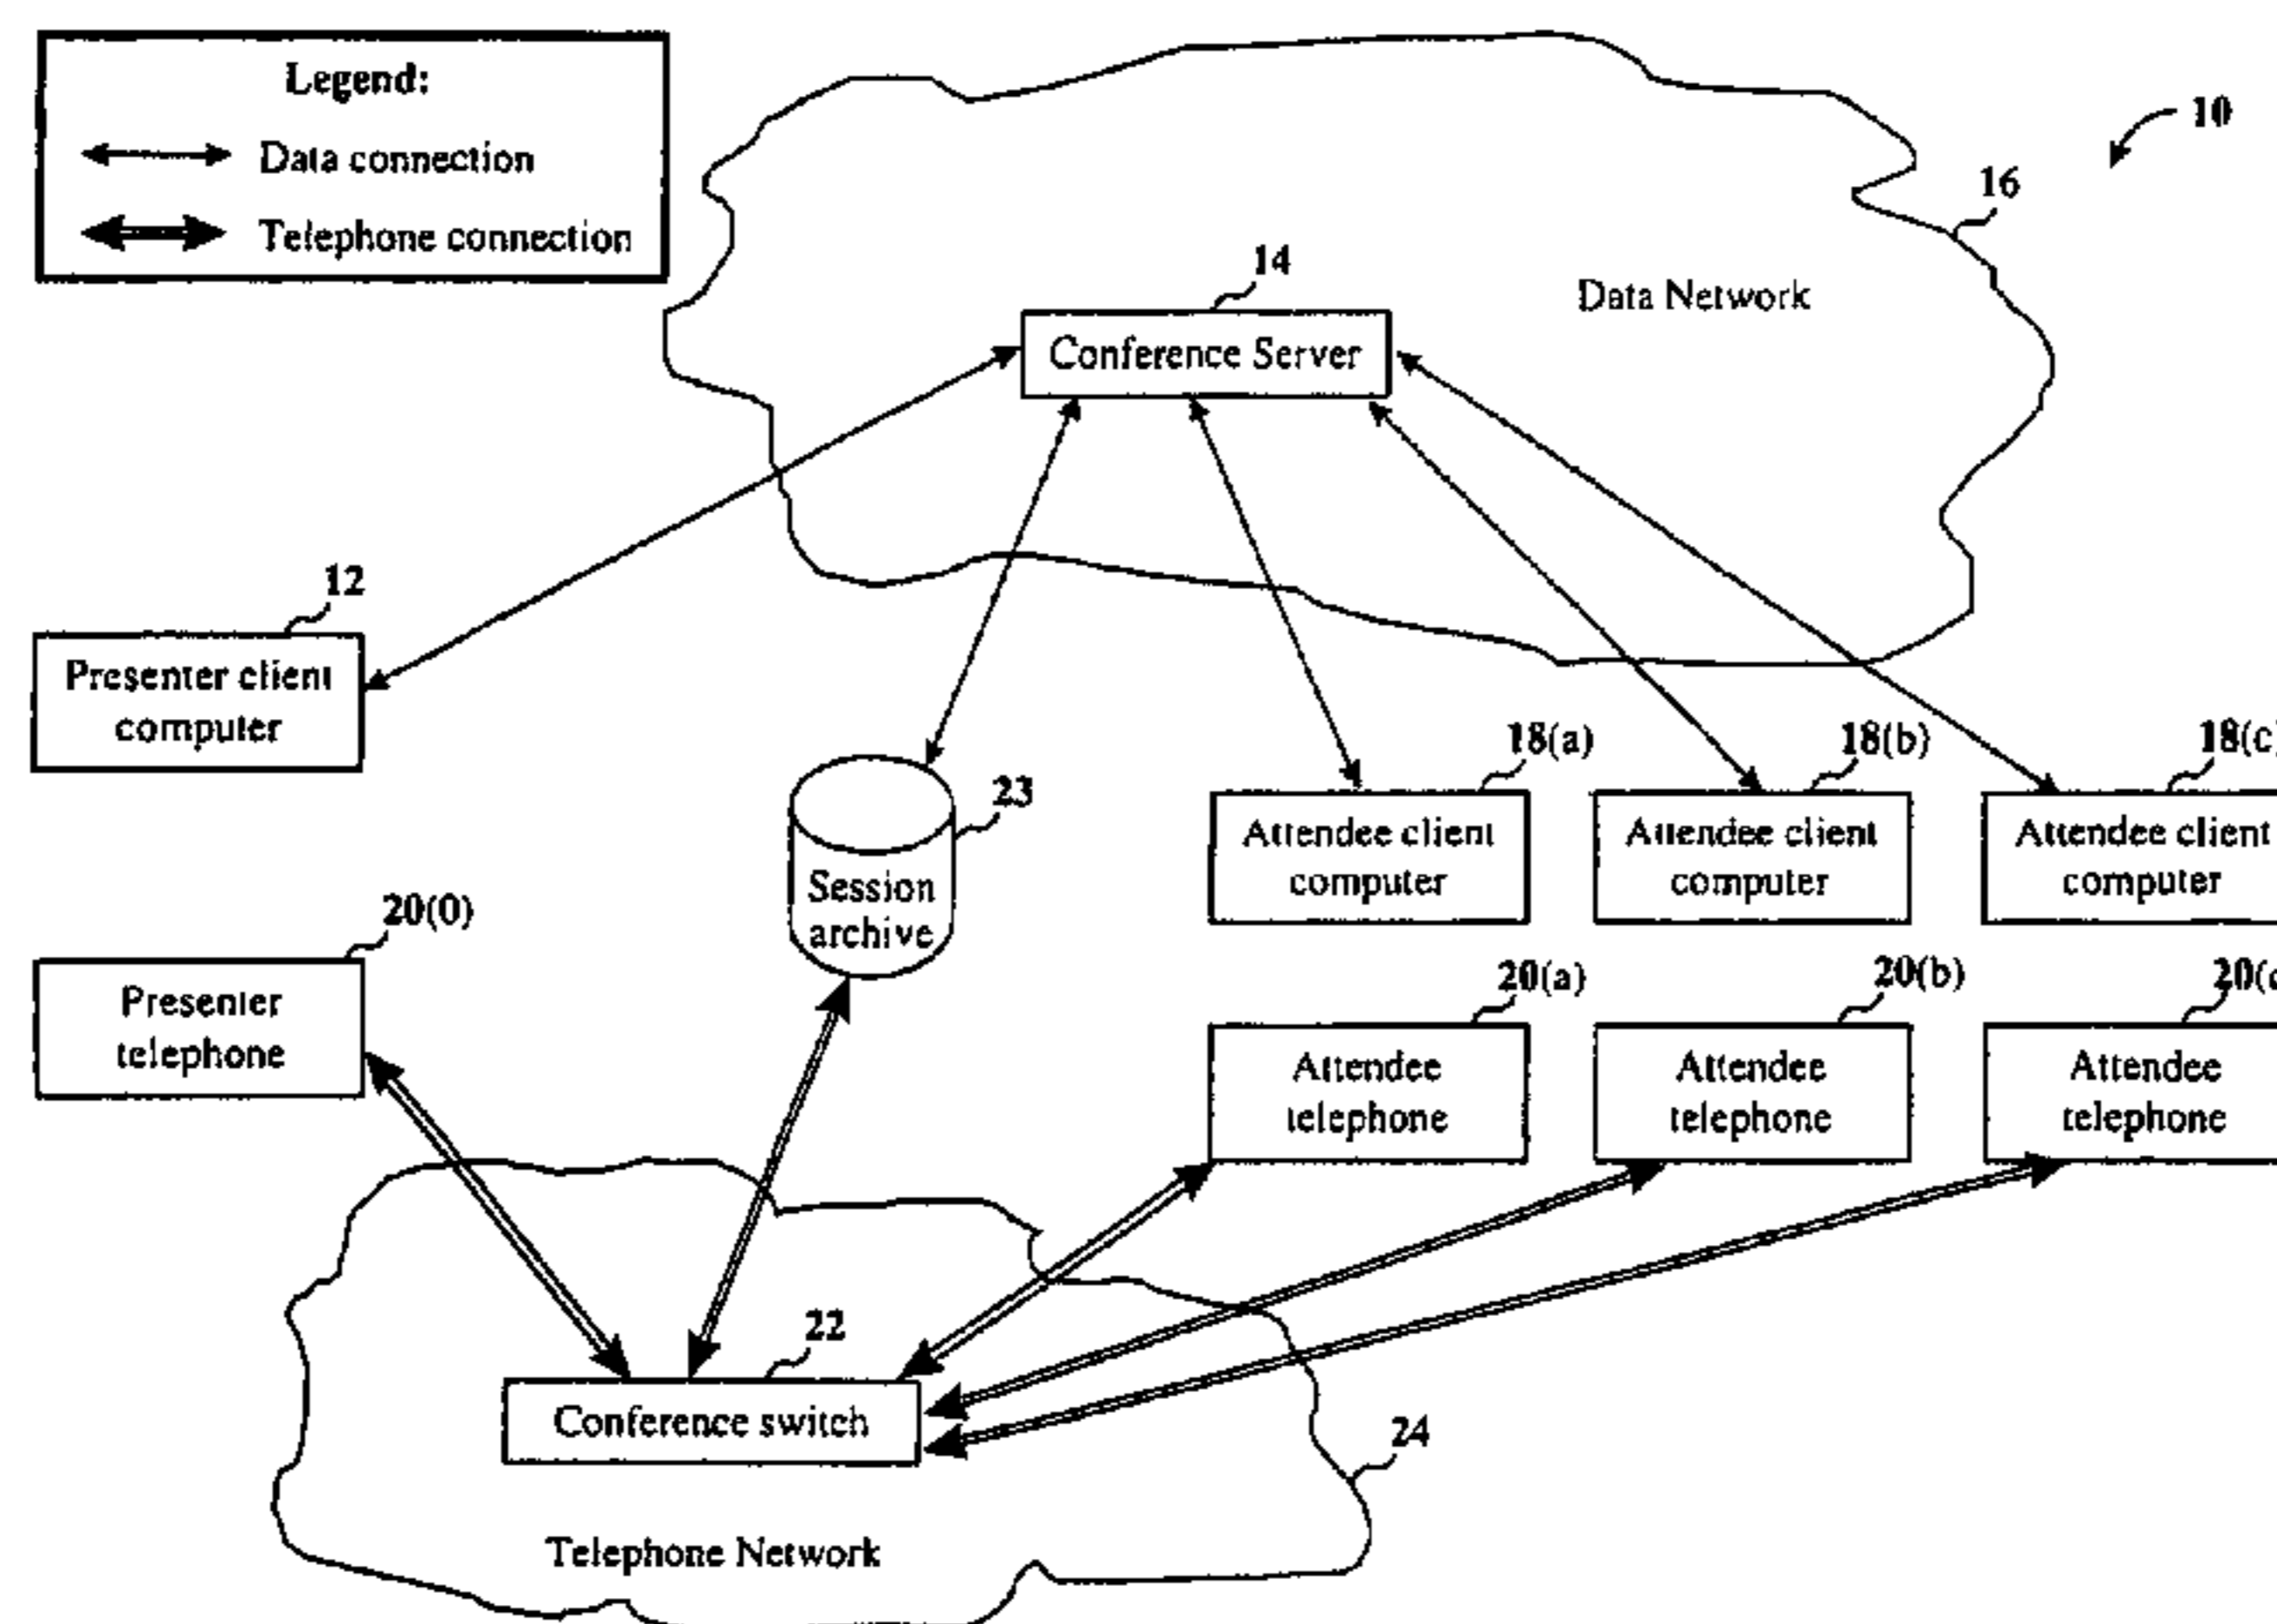 Legend:
Data connection
Telephone connection
10
16
14
Data Network
Conference Server
12
Presenter client
computer
18(a)
18(b)
18(c)
23
Attendee client
computer
Attendee client
computer
Attendee client
computer
Session
archive
20(0)
Presenter
telephone
20(a)
20(b)
20(c
Attendee
telephone
Attendee
telephone
Attendee
telephone
22
Conference switch
24
Telephone Network